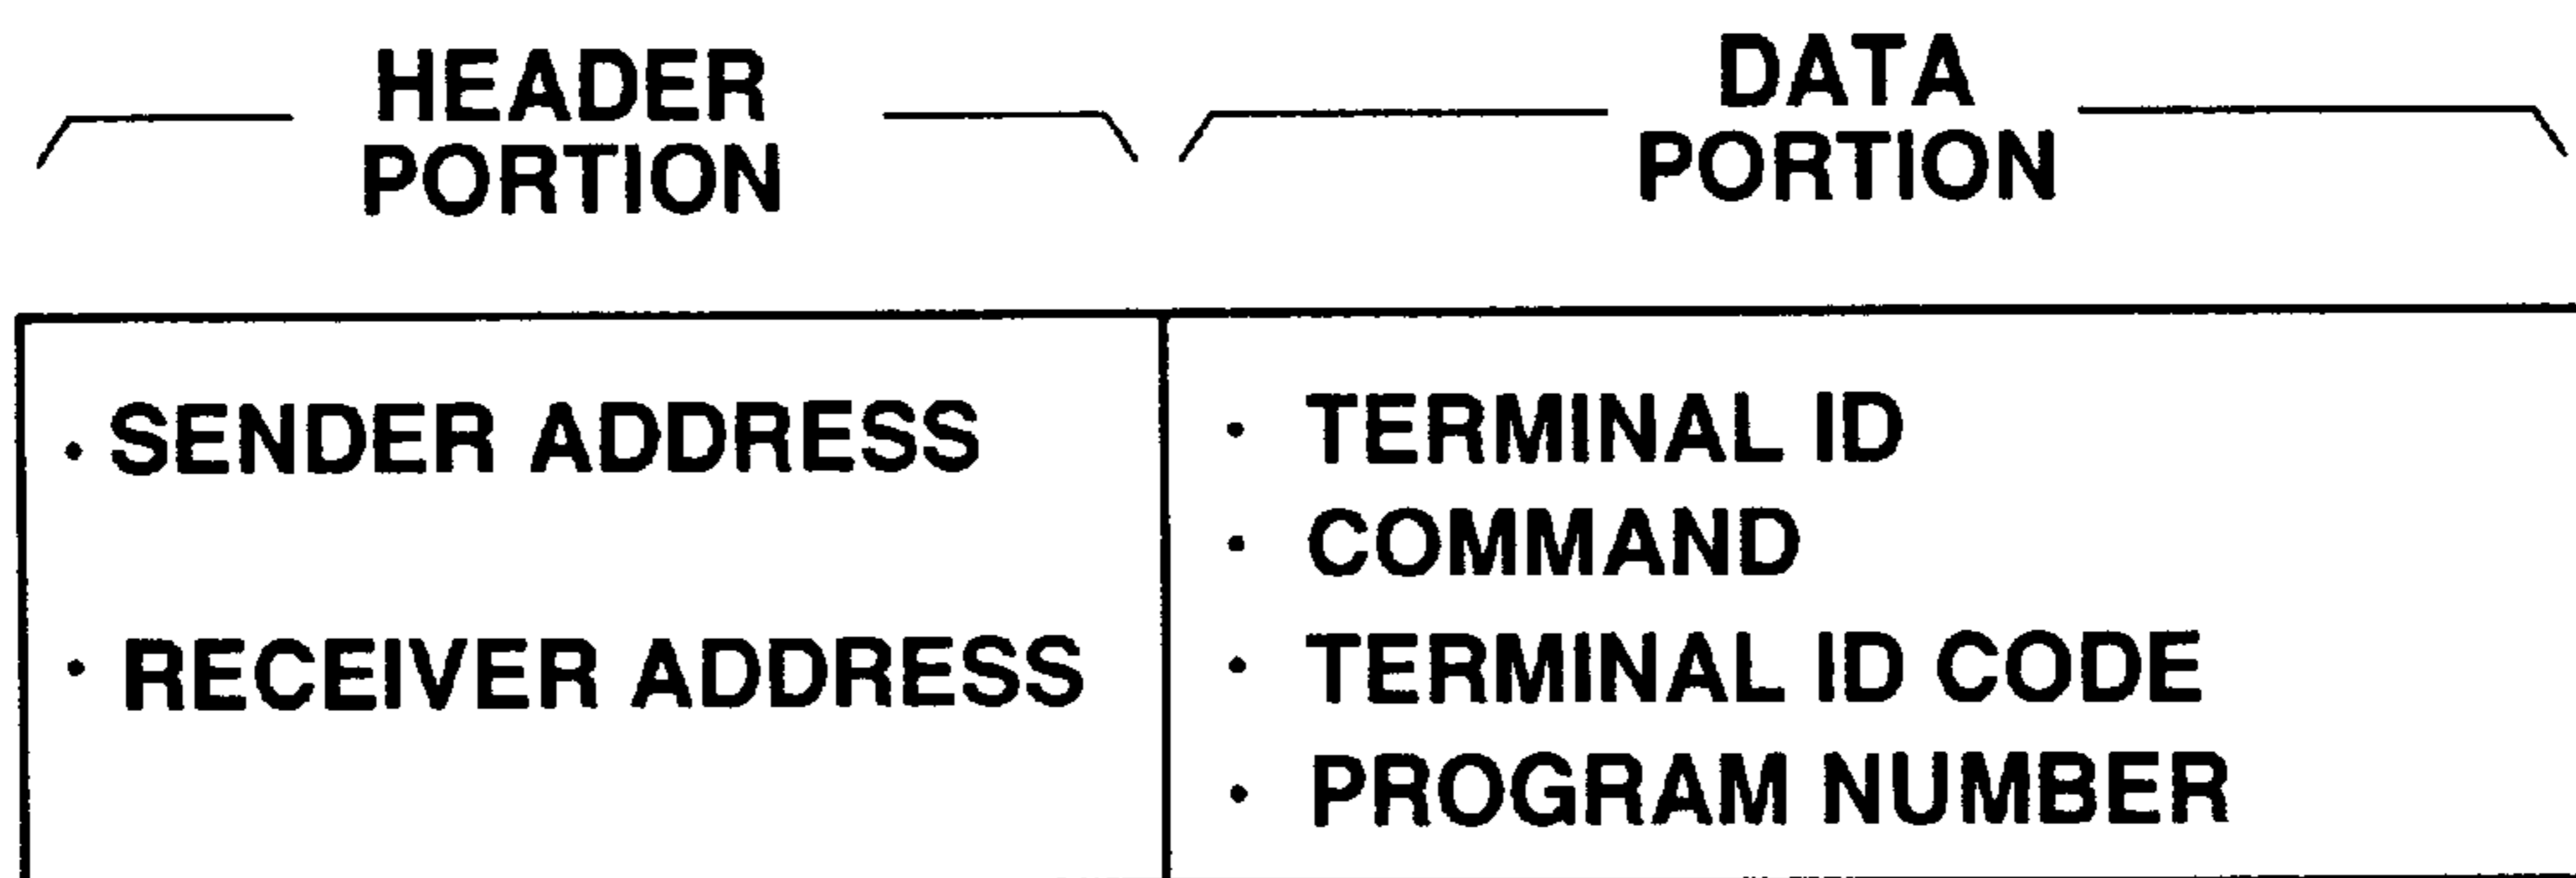 HEADER
PORTION
DATA
PORTION
· SENDER ADDRESS
· RECEIVER ADDRESS
· TERMINAL ID
· COMMAND
· TERMINAL ID CODE
· PROGRAM NUMBER